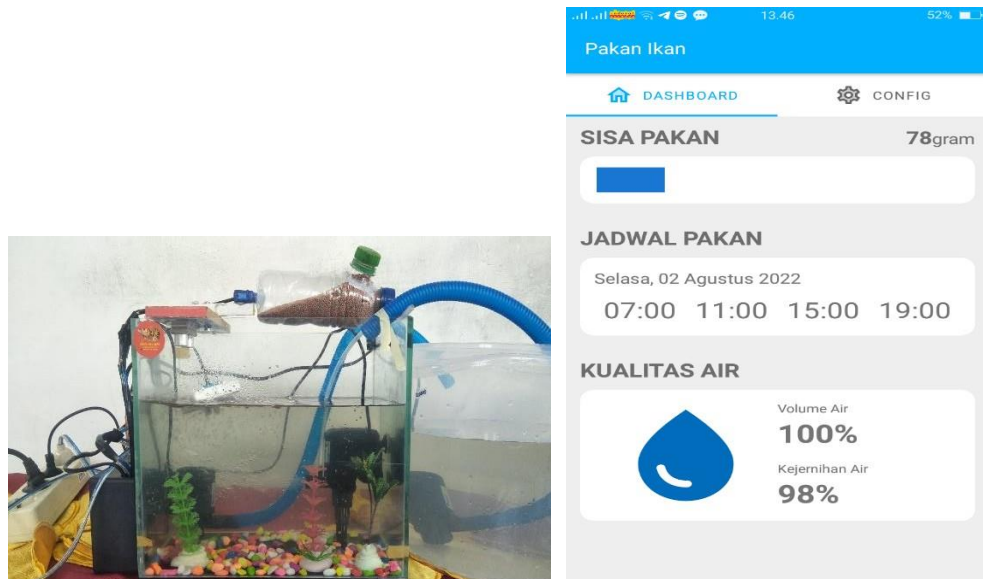 13.46
52%
Pakan Ikan
DASHBOARD
CONFIG
SISA PAKAN
78gram
JADWAL PAKAN
Selasa, 02 Agustus 2022
07:00 11:00 15:00 19:00
KUALITAS AIR
Volume Air
100%
Kejernihan Air
98%